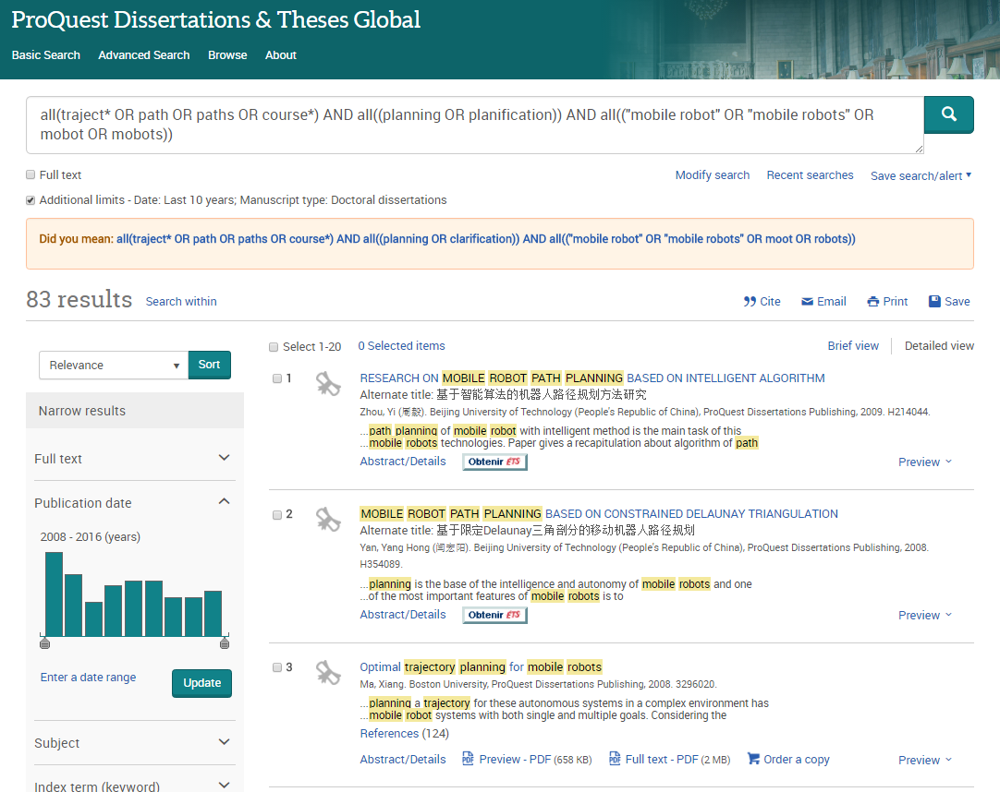 ProQuest Dissertations & Theses Global
Basic Search Advanced Search Browse About
all(traject* OR path OR paths OR course*) AND all((planning OR planification)) AND all(("mobile robot" OR "mobile robots" OR
mobot OR mobots))
Full text
Modify search Recent searches Save search/alert
Additional limits - Date: Last 10 years; Manuscript type: Doctoral dissertations
Did you mean: all(traject* OR path OR paths OR course*) AND all((planning OR clarification)) AND all(("mobile robot" OR "mobile robots" OR moot OR robots))
83 results Search within
Cite Email Print Save
Relevance Sort
Narrow results
Full text
Publication date
2008 - 2016 (years)
Enter a date range Update
Subject
Index term (keyword)
Select 1-20 0 Selected items
Brief view Detailed view
1 RESEARCH ON MOBILE ROBOT PATH PLANNING BASED ON INTELLIGENT ALGORITHM
Alternate title: 基于智能算法的机器人路径规划方法研究
Zhou, Yi (周毅). Beijing University of Technology (People's Republic of China), ProQuest Dissertations Publishing, 2009. H214044.
...path planning of mobile robot with intelligent method is the main task of this
...mobile robots technologies. Paper gives a recapitulation about algorithm of path
Abstract/Details Obtenir ETS Preview
2 MOBILE ROBOT PATH PLANNING BASED ON CONSTRAINED DELAUNAY TRIANGULATION
Alternate title: 基于限定Delaunay三角剖分的移动机器人路径规划
Yan, Yang Hong (闫宏阳). Beijing University of Technology (People's Republic of China), ProQuest Dissertations Publishing, 2008.
H354089.
...planning is the base of the intelligence and autonomy of mobile robots and one
...of the most important features of mobile robots is to
Abstract/Details Obtenir ETS Preview
3 Optimal trajectory planning for mobile robots
Ma, Xiang. Boston University, ProQuest Dissertations Publishing, 2008. 3296020.
...planning a trajectory for these autonomous systems in a complex environment has
...mobile robot systems with both single and multiple goals. Considering the
References (124)
Abstract/Details Preview - PDF (658 KB) Full text - PDF (2 MB) Order a copy Preview